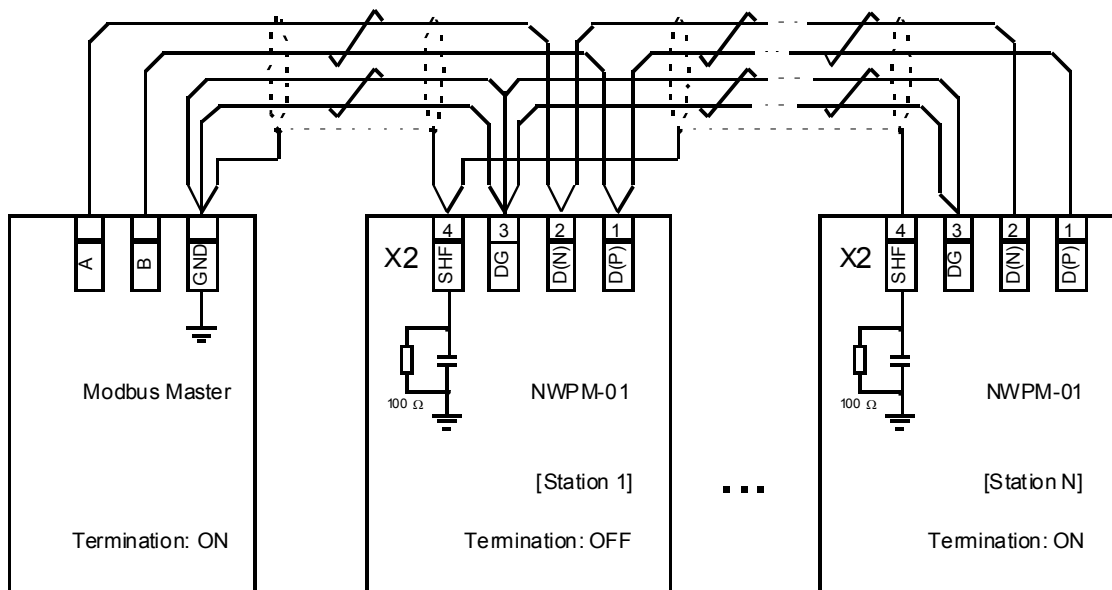 A B GND
X2 4 3 2 1
SHF DG D(N) D(P)
X2 4 3 2 1
SHF DG D(N) D(P)
Modbus Master
100 Ω
NWPM-01
100 Ω
NWPM-01
[Station 1]
...
[Station N]
Termination: ON
Termination: OFF
Termination: ON